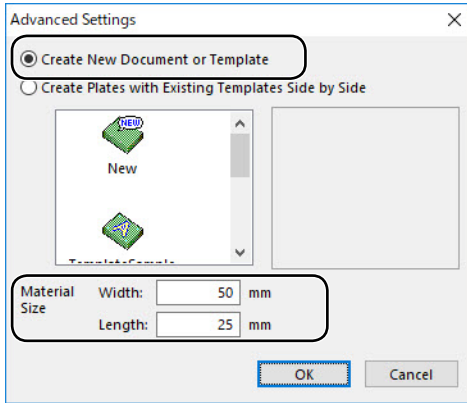 Advanced Settings
Create New Document or Template
Create Plates with Existing Templates Side by Side
NEW
New
A
TemplateSample
Material Size
Width: 50 mm
Length: 25 mm
OK Cancel